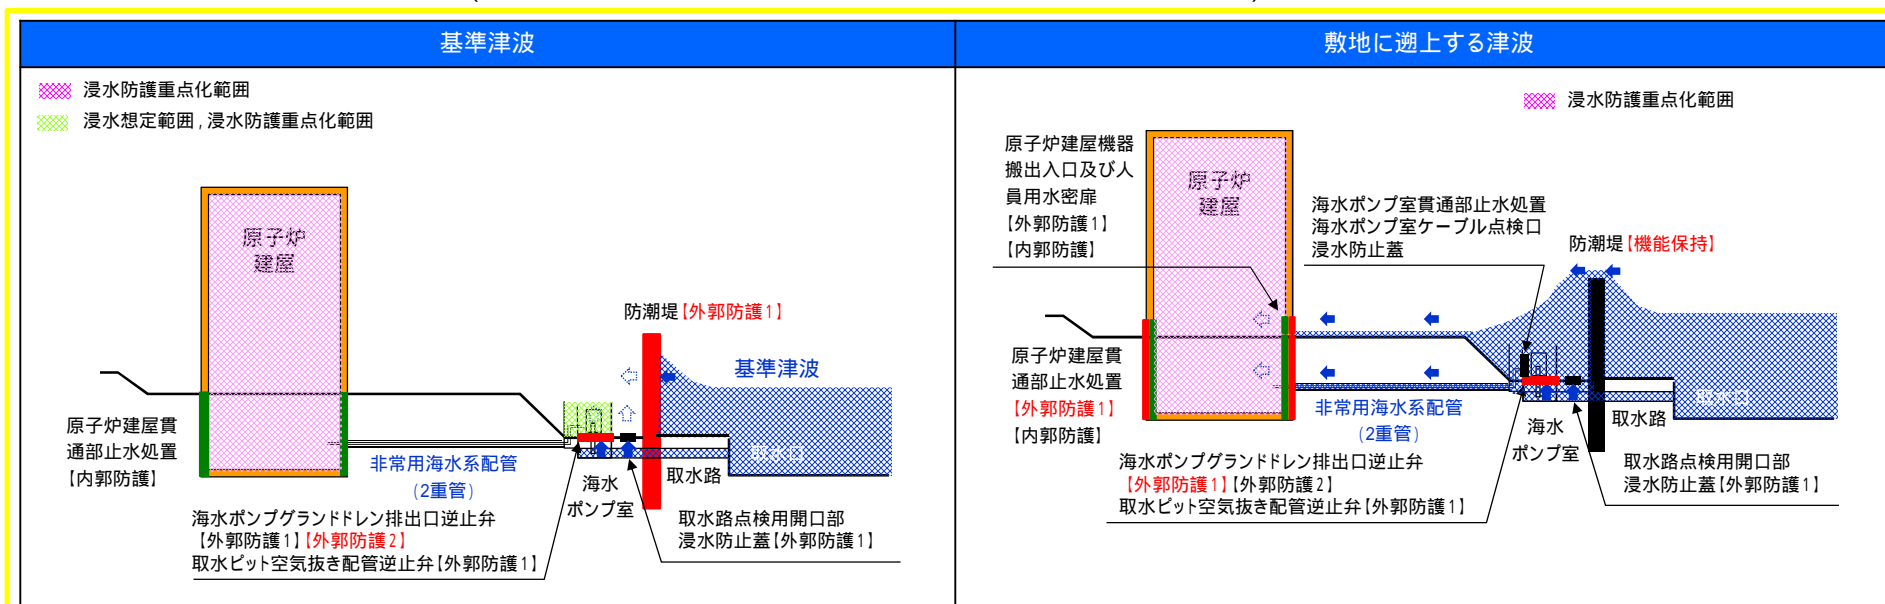 基準津波
浸水防護重点化範囲
浸水想定範囲，浸水防護重点化範囲
原子炉
建屋
防潮堤【外郭防護1】
基準津波
原子炉建屋貫
通部止水処置
【内郭防護】
非常用海水系配管
(2重管)
海水
ポンプ室
取水路
取水口
海水ポンプグランドドレン排出口逆止弁
【外郭防護1】【外郭防護2】
取水ピット空気抜き配管逆止弁【外郭防護1】
取水路点検用開口部
浸水防止蓋【外郭防護1】
敷地に遡上する津波
浸水防護重点化範囲
原子炉建屋機器
搬出入口及び人
員用水密扉
【外郭防護1】
【内郭防護】
原子炉
建屋
海水ポンプ室貫通部止水処置
海水ポンプ室ケーブル点検口
浸水防止蓋
防潮堤【機能保持】
原子炉建屋貫
通部止水処置
【外郭防護1】
【内郭防護】
非常用海水系配管
(2重管)
海水
ポンプ室
取水路
取水口
海水ポンプグランドドレン排出口逆止弁
【外郭防護1】【外郭防護2】
取水ピット空気抜き配管逆止弁【外郭防護1】
取水路点検用開口部
浸水防止蓋【外郭防護1】